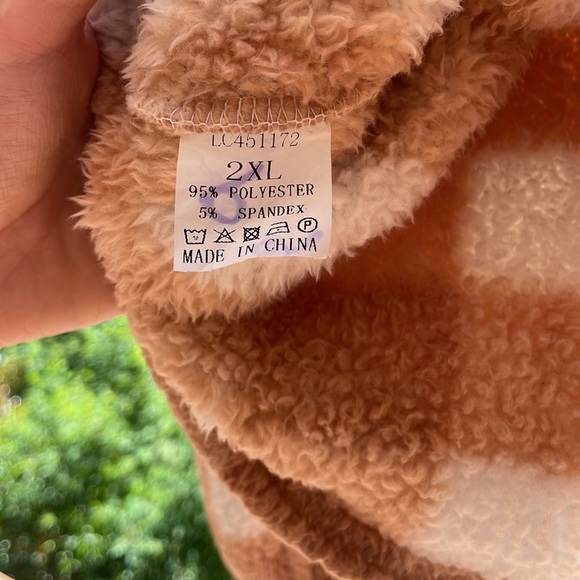 LC451172
2XL
95% POLYESTER
5% SPANDEX
P
MADE IN CHINA